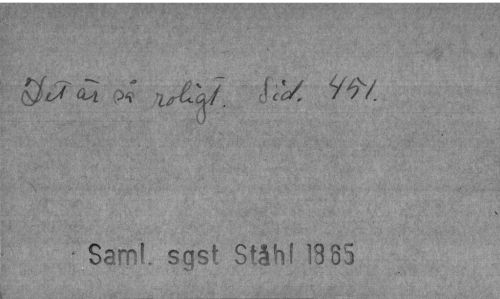 Det är så roligt. Sid. 451.
Saml. sgst Ståhl 1865